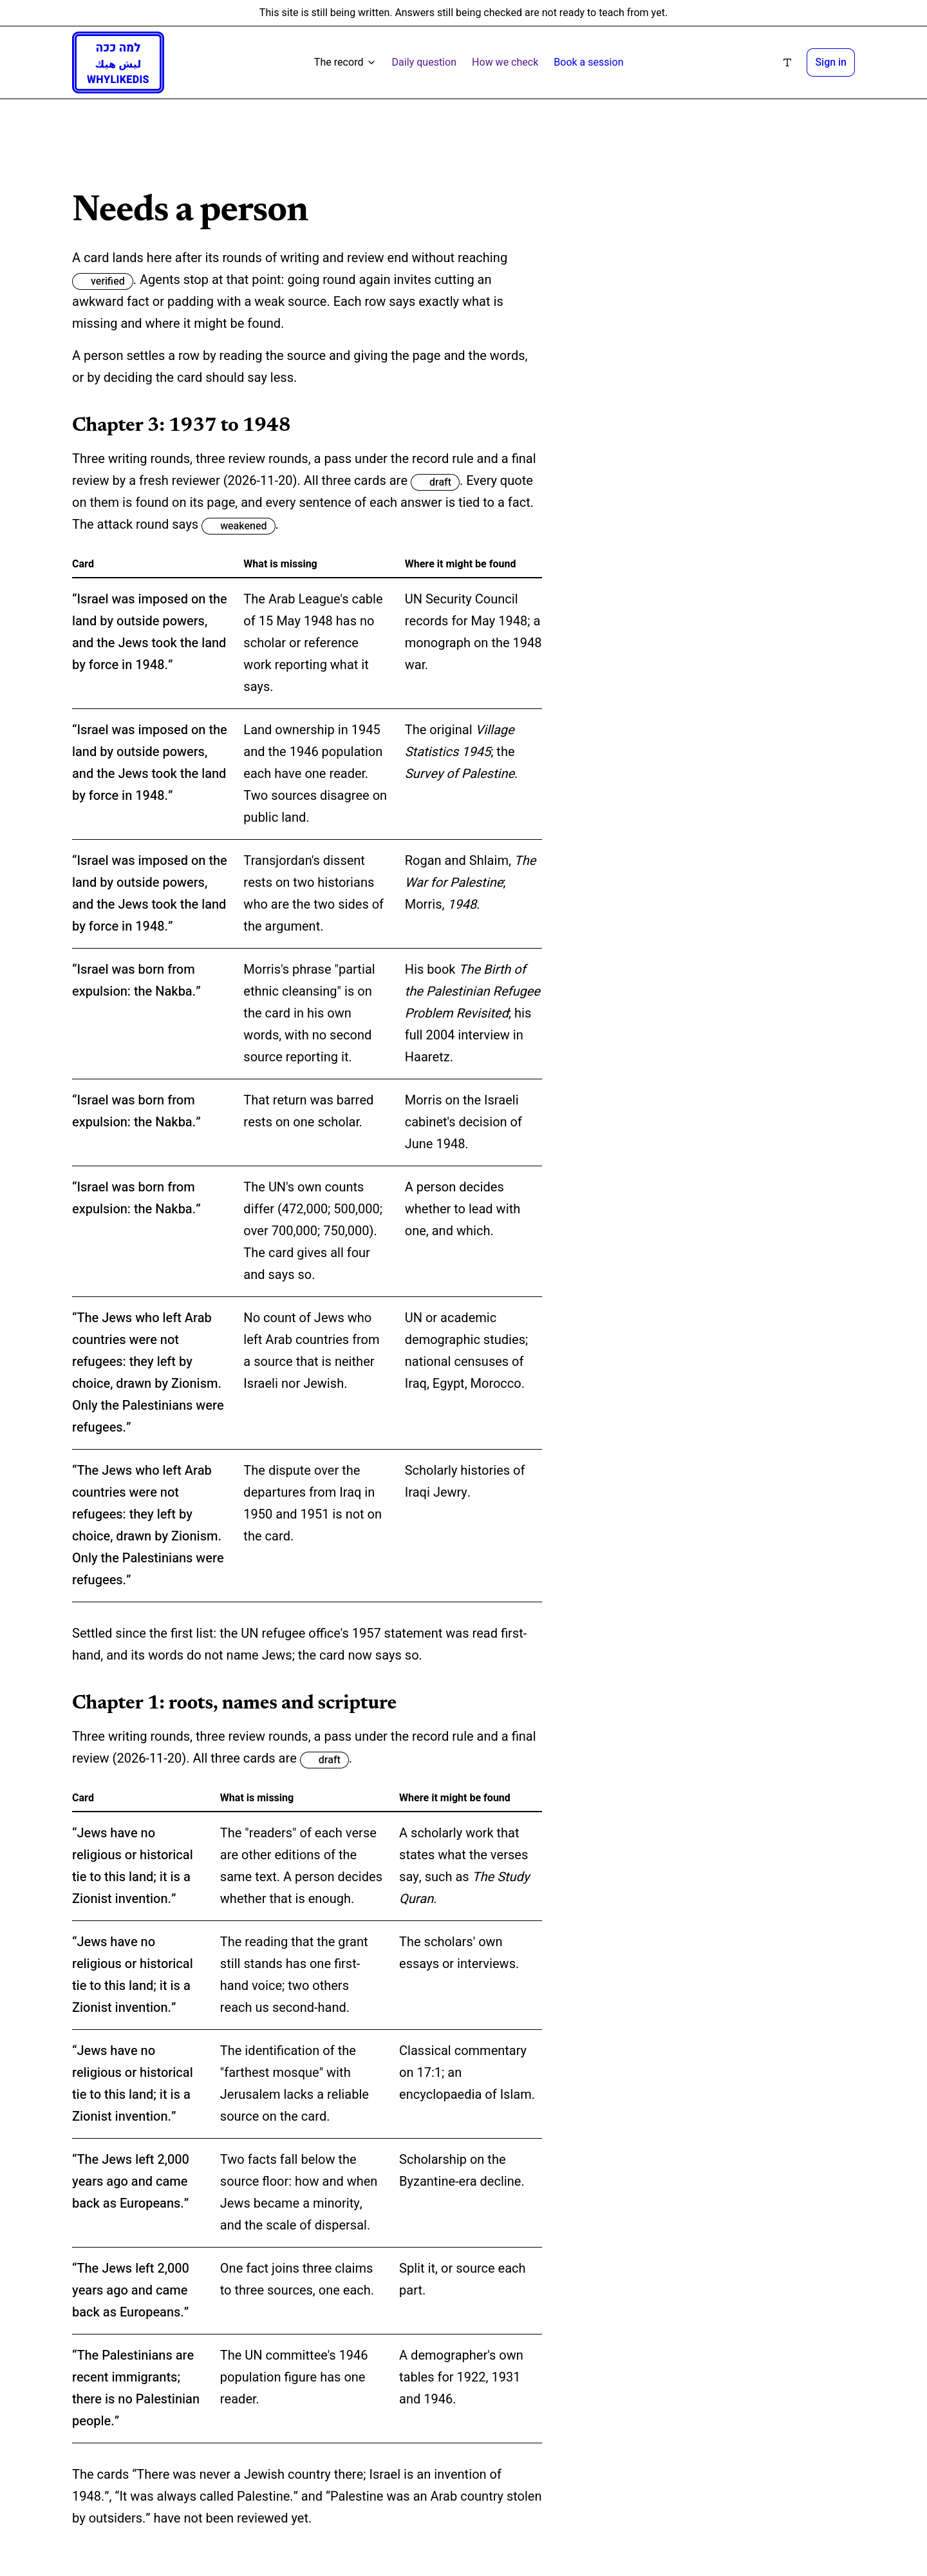 This site is still being written. Answers still being checked are not ready to teach from yet.
למה ככה
ليش هيك
WHYLIKEDIS
The record
Daily question
How we check
Book a session
Sign in
Needs a person
A card lands here after its rounds of writing and review end without reaching
verified. Agents stop at that point: going round again invites cutting an
awkward fact or padding with a weak source. Each row says exactly what is
missing and where it might be found.
A person settles a row by reading the source and giving the page and the words,
or by deciding the card should say less.
Chapter 3: 1937 to 1948
Three writing rounds, three review rounds, a pass under the record rule and a final
review by a fresh reviewer (2026-11-20). All three cards are draft. Every quote
on them is found on its page, and every sentence of each answer is tied to a fact.
The attack round says weakened.
Card What is missing Where it might be found
“Israel was imposed on the The Arab League's cable UN Security Council
land by outside powers, of 15 May 1948 has no records for May 1948; a
and the Jews took the land scholar or reference monograph on the 1948
by force in 1948.” work reporting what it war.
says.
“Israel was imposed on the Land ownership in 1945 The original Village
land by outside powers, and the 1946 population Statistics 1945; the
and the Jews took the land each have one reader. Survey of Palestine.
by force in 1948.” Two sources disagree on
public land.
“Israel was imposed on the Transjordan's dissent Rogan and Shlaim, The
land by outside powers, rests on two historians War for Palestine;
and the Jews took the land who are the two sides of Morris, 1948.
by force in 1948.” the argument.
“Israel was born from Morris's phrase "partial His book The Birth of
expulsion: the Nakba.” ethnic cleansing" is on the Palestinian Refugee
the card in his own Problem Revisited; his
words, with no second full 2004 interview in
source reporting it. Haaretz.
“Israel was born from That return was barred Morris on the Israeli
expulsion: the Nakba.” rests on one scholar. cabinet's decision of
June 1948.
“Israel was born from The UN's own counts A person decides
expulsion: the Nakba.” differ (472,000; 500,000; whether to lead with
over 700,000; 750,000). one, and which.
The card gives all four
and says so.
“The Jews who left Arab No count of Jews who UN or academic
countries were not left Arab countries from demographic studies;
refugees: they left by a source that is neither national censuses of
choice, drawn by Zionism. Israeli nor Jewish. Iraq, Egypt, Morocco.
Only the Palestinians were
refugees.”
“The Jews who left Arab The dispute over the Scholarly histories of
countries were not departures from Iraq in Iraqi Jewry.
refugees: they left by 1950 and 1951 is not on
choice, drawn by Zionism. the card.
Only the Palestinians were
refugees.”
Settled since the first list: the UN refugee office's 1957 statement was read first-
hand, and its words do not name Jews; the card now says so.
Chapter 1: roots, names and scripture
Three writing rounds, three review rounds, a pass under the record rule and a final
review (2026-11-20). All three cards are draft.
Card What is missing Where it might be found
“Jews have no The "readers" of each verse A scholarly work that
religious or historical are other editions of the states what the verses
tie to this land; it is a same text. A person decides say, such as The Study
Zionist invention.” whether that is enough. Quran.
“Jews have no The reading that the grant The scholars' own
religious or historical still stands has one first- essays or interviews.
tie to this land; it is a hand voice; two others
Zionist invention.” reach us second-hand.
“Jews have no The identification of the Classical commentary
religious or historical "farthest mosque" with on 17:1; an
tie to this land; it is a Jerusalem lacks a reliable encyclopaedia of Islam.
Zionist invention.” source on the card.
“The Jews left 2,000 Two facts fall below the Scholarship on the
years ago and came source floor: how and when Byzantine-era decline.
back as Europeans.” Jews became a minority,
and the scale of dispersal.
“The Jews left 2,000 One fact joins three claims Split it, or source each
years ago and came to three sources, one each. part.
back as Europeans.”
“The Palestinians are The UN committee's 1946 A demographer's own
recent immigrants; population figure has one tables for 1922, 1931
there is no Palestinian reader. and 1946.
people.”
The cards “There was never a Jewish country there; Israel is an invention of
1948.”, “It was always called Palestine.” and “Palestine was an Arab country stolen
by outsiders.” have not been reviewed yet.